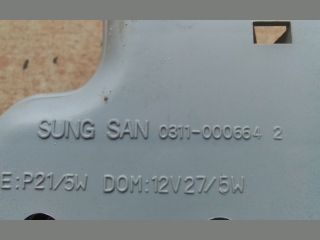 SUNG SAN 0311-000664 2
E:P21/5W DOM:12V27/5W